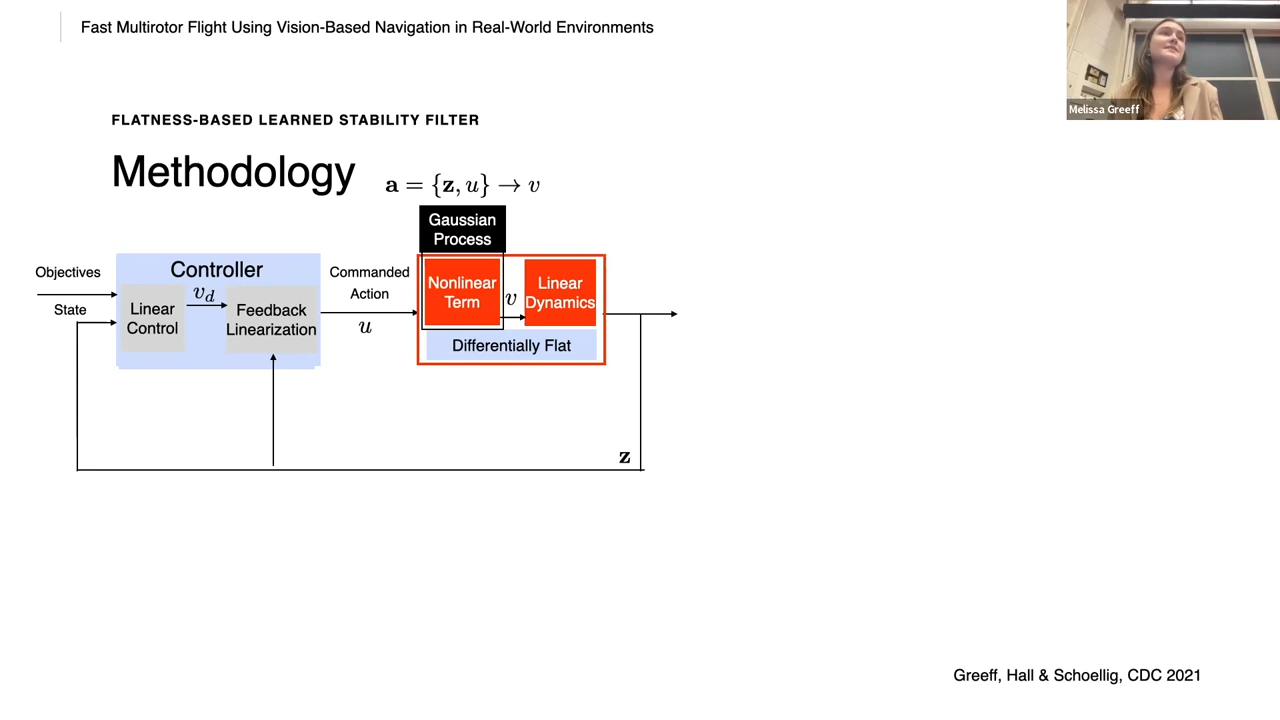 Fast Multirotor Flight Using Vision-Based Navigation in Real-World Environments
Melissa Greeff
FLATNESS-BASED LEARNED STABILITY FILTER
Methodology
a = {z, u} → v
Gaussian
Process
Objectives
State
Controller
Linear
Control
v_d
Feedback
Linearization
Commanded
Action
u
Nonlinear
Term
v
Linear
Dynamics
Differentially Flat
z
Greeff, Hall & Schoellig, CDC 2021